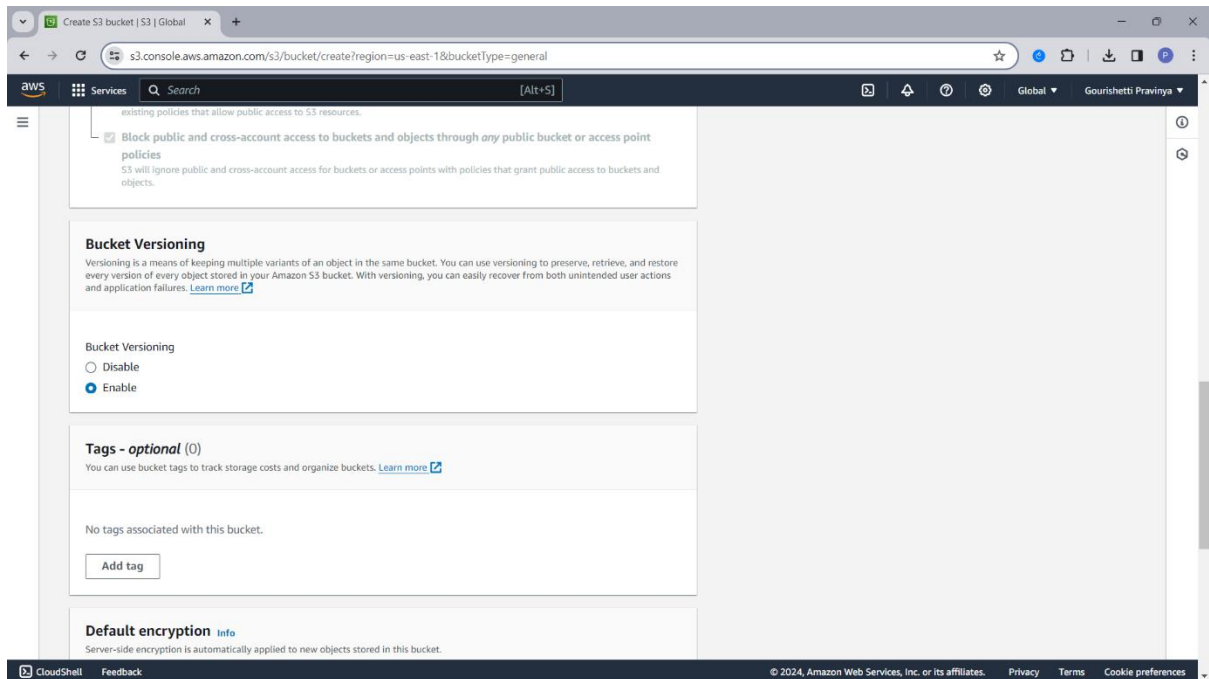 Create S3 bucket | S3 | Global
s3.console.aws.amazon.com/s3/bucket/create?region=us-east-1&bucketType=general
P
aws
Services
Search
[Alt+S]
Global
Gourishetti Pravinya
existing policies that allow public access to S3 resources.
Block public and cross-account access to buckets and objects through any public bucket or access point
policies
S3 will ignore public and cross-account access for buckets or access points with policies that grant public access to buckets and
objects.
Bucket Versioning
Versioning is a means of keeping multiple variants of an object in the same bucket. You can use versioning to preserve, retrieve, and restore
every version of every object stored in your Amazon S3 bucket. With versioning, you can easily recover from both unintended user actions
and application failures. Learn more
Bucket Versioning
Disable
Enable
Tags - optional (0)
You can use bucket tags to track storage costs and organize buckets. Learn more
No tags associated with this bucket.
Add tag
Default encryption Info
Server-side encryption is automatically applied to new objects stored in this bucket.
CloudShell Feedback © 2024, Amazon Web Services, Inc. or its affiliates. Privacy Terms Cookie preferences